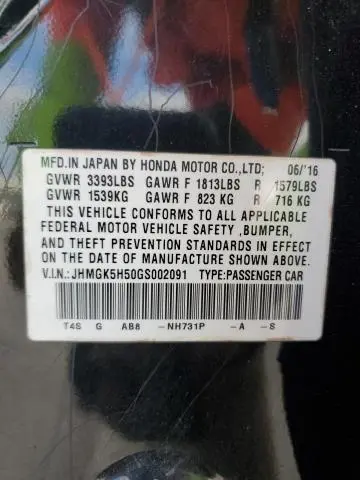 MFD.IN JAPAN BY HONDA MOTOR CO.,LTD; 06/'16
GVWR 3393LBS GAWR F 1813LBS R 1579LBS
GVWR 1539KG GAWR F 823 KG R 716 KG
THIS VEHICLE CONFORMS TO ALL APPLICABLE
FEDERAL MOTOR VEHICLE SAFETY ,BUMPER,
AND THEFT PREVENTION STANDARDS IN EFFECT
ON THE DATE OF MANUFACTURE SHOWN ABOVE.
V.I.N.: JHMGK5H50GS002091 TYPE:PASSENGER CAR
T4S G AB8 -NH731P -A -S